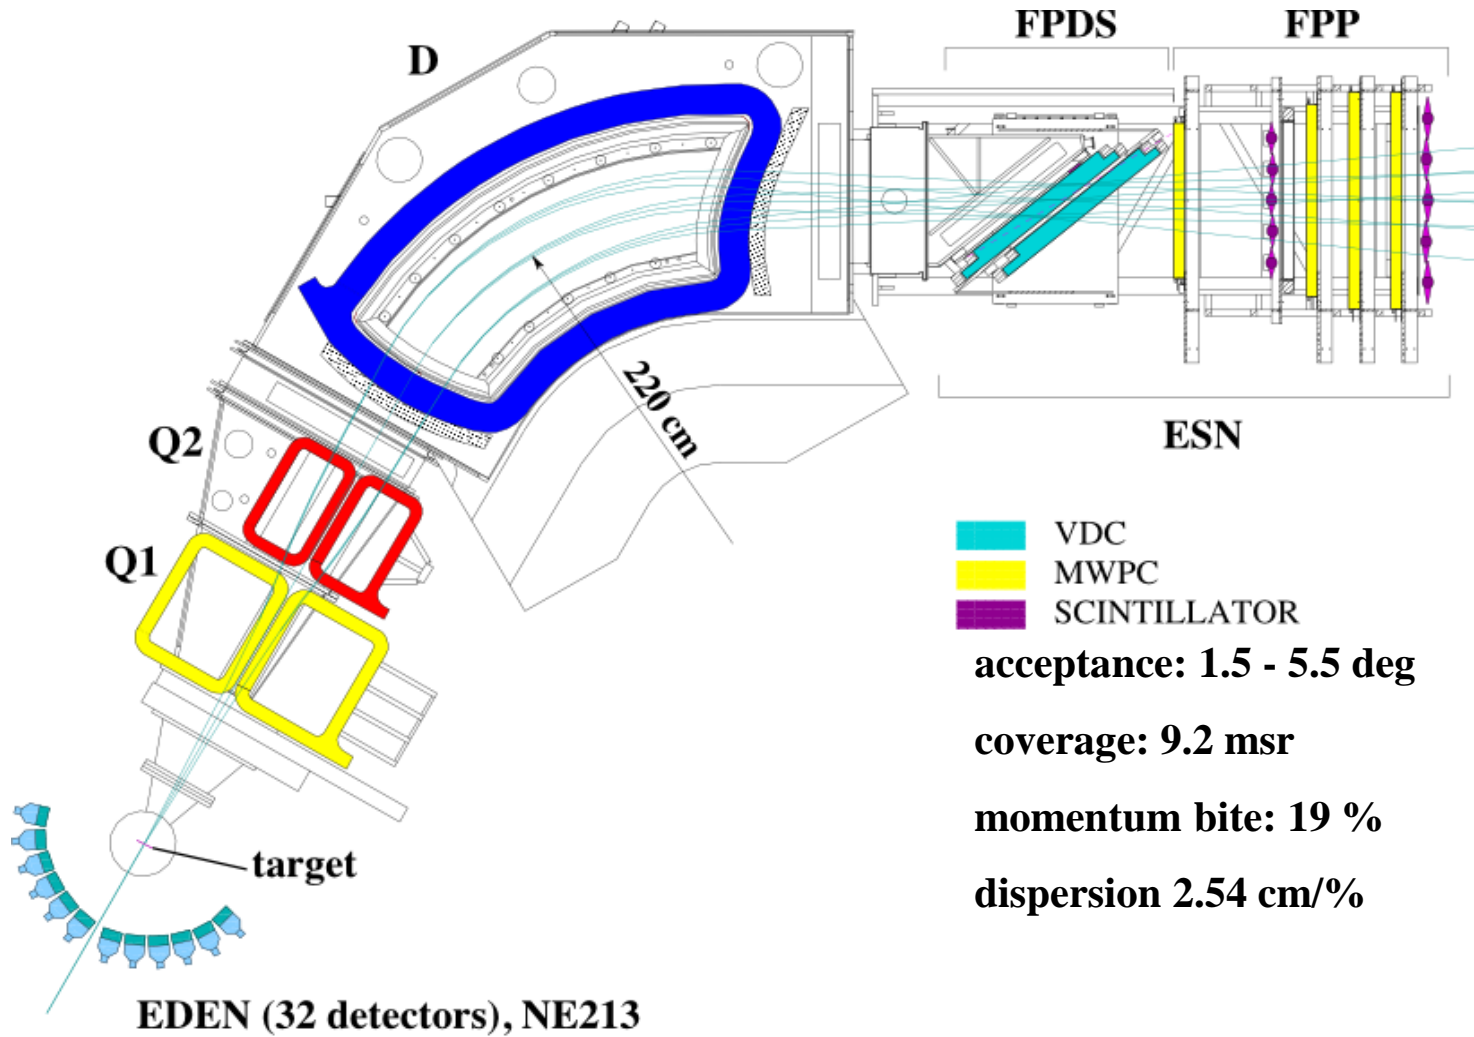 FPDS
FPP
D
220 cm
Q2
ESN
Q1
VDC
MWPC
SCINTILLATOR
acceptance: 1.5 - 5.5 deg
coverage: 9.2 msr
momentum bite: 19 %
dispersion 2.54 cm/%
target
EDEN (32 detectors), NE213